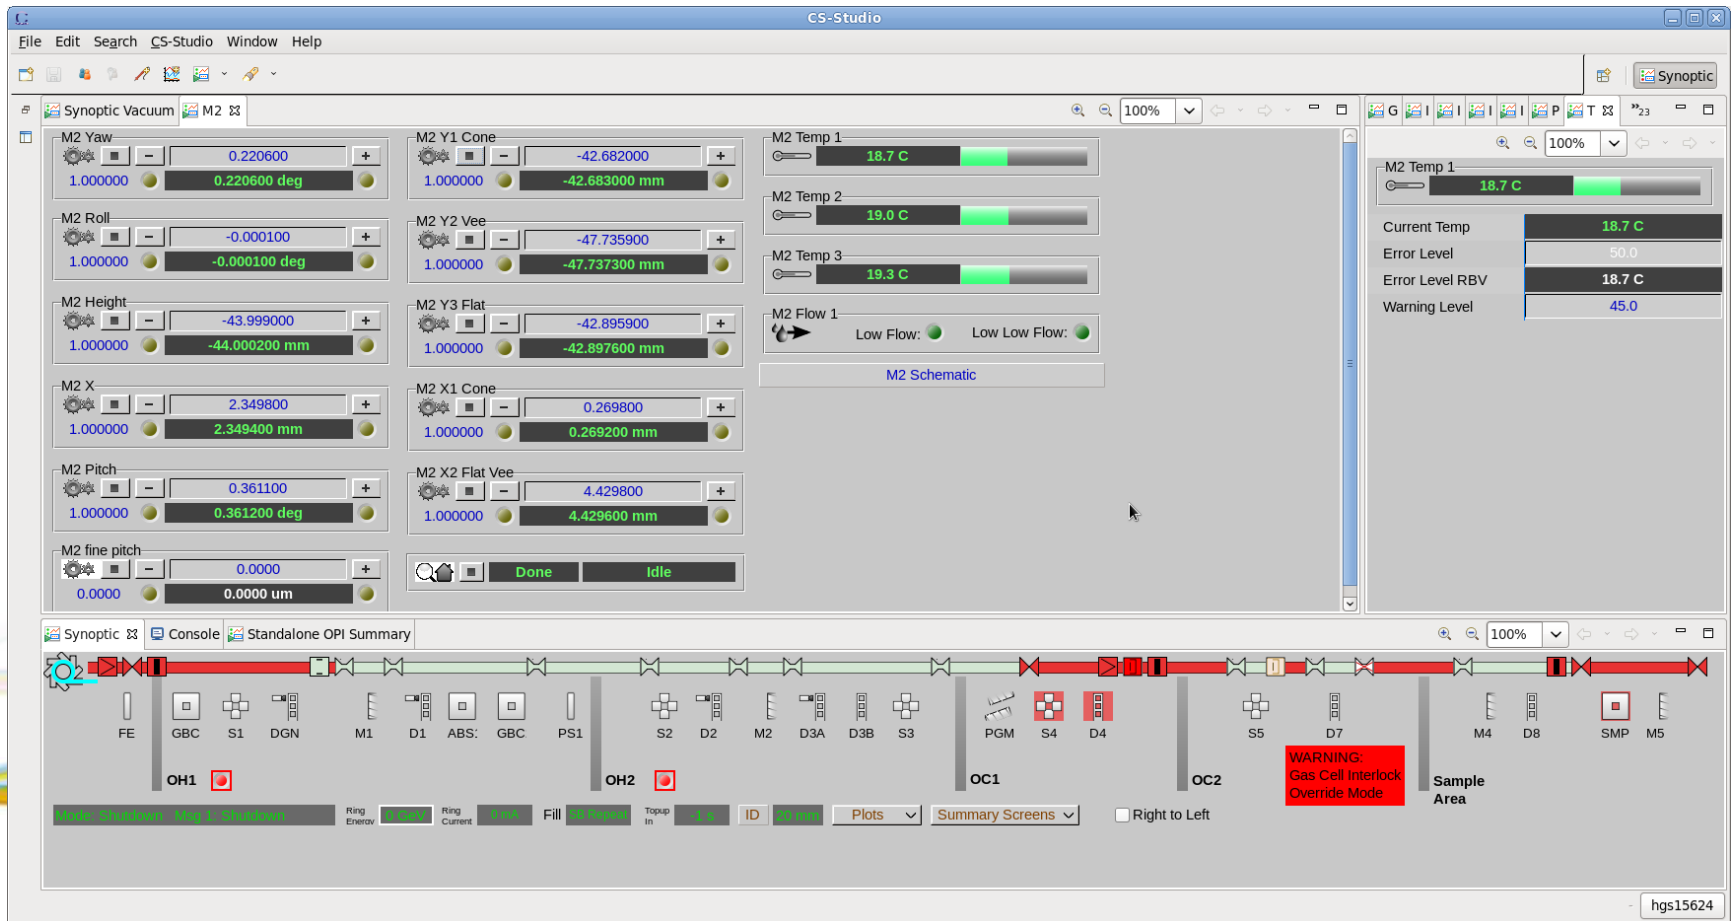 CS-Studio
File Edit Search CS-Studio Window Help
Synoptic
Synoptic Vacuum M2 100%
M2 Yaw
0.220600
1.000000 0.220600 deg
M2 Roll
-0.000100
1.000000 -0.000100 deg
M2 Height
-43.999000
1.000000 -44.000200 mm
M2 X
2.349800
1.000000 2.349400 mm
M2 Pitch
0.361100
1.000000 0.361200 deg
M2 fine pitch
0.0000
0.0000 0.0000 um
M2 Y1 Cone
-42.682000
1.000000 -42.683000 mm
M2 Y2 Vee
-47.735900
1.000000 -47.737300 mm
M2 Y3 Flat
-42.895900
1.000000 -42.897600 mm
M2 X1 Cone
0.269800
1.000000 0.269200 mm
M2 X2 Flat Vee
4.429800
1.000000 4.429600 mm
Done Idle
M2 Temp 1
18.7 C
M2 Temp 2
19.0 C
M2 Temp 3
19.3 C
M2 Flow 1
Low Flow: Low Low Flow:
M2 Schematic
G I I I I P T »23
100%
M2 Temp 1
18.7 C
Current Temp 18.7 C
Error Level 50.0
Error Level RBV 18.7 C
Warning Level 45.0
Synoptic Console Standalone OPI Summary 100%
FE GBC S1 DGN M1 D1 ABS: GBC PS1 S2 D2 M2 D3A D3B S3 PGM S4 D4 S5 D7 M4 D8 SMP M5
OH1 OH2 OC1 OC2
WARNING:
Gas Cell Interlock
Override Mode
Sample
Area
Mode: Shutdown Msg 1: Shutdown
Ring
Energy
0 GeV
Ring
Current
0 mA
Fill SB Repeat
Topup
In
-1 s ID 20 mm Plots Summary Screens Right to Left
hgs15624